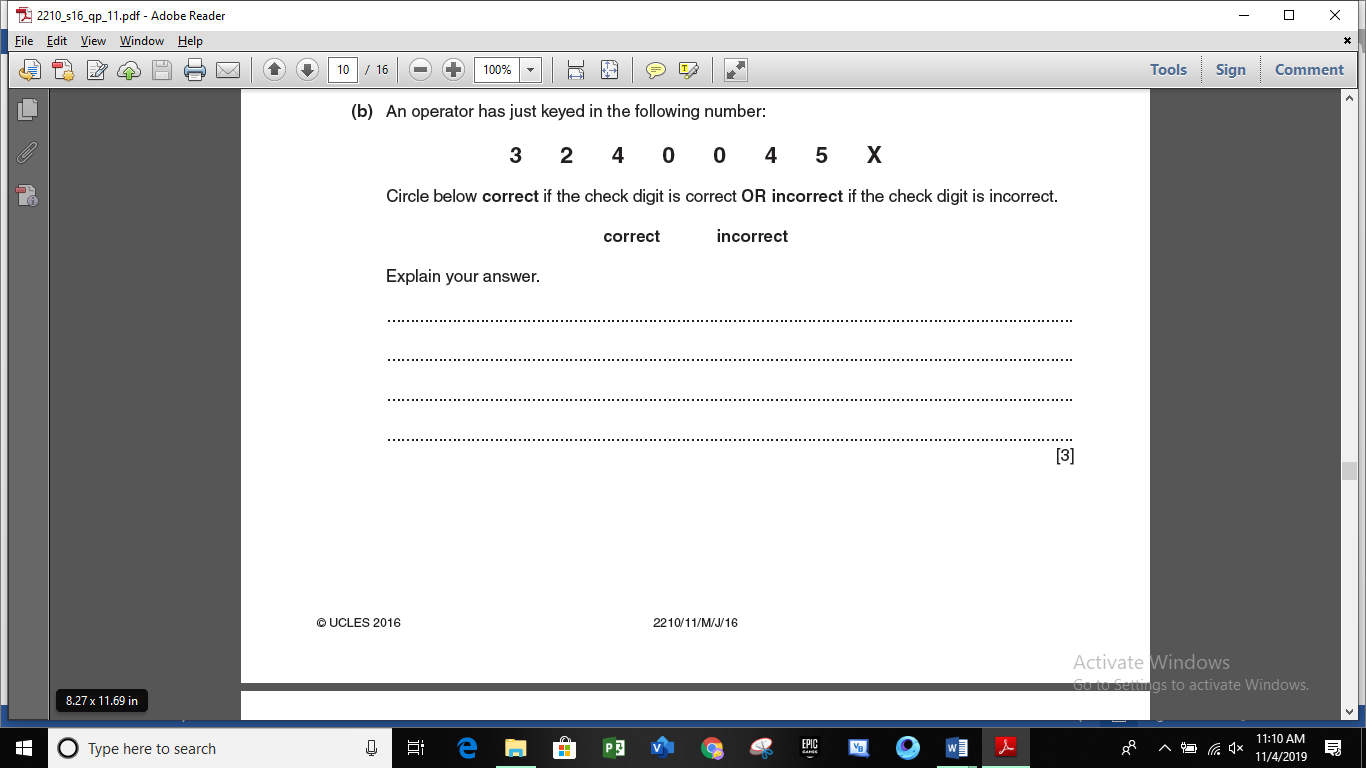 2210_s16_qp_11.pdf - Adobe Reader
File Edit View Window Help
10 / 16 100% Tools Sign Comment
(b) An operator has just keyed in the following number:
3 2 4 0 0 4 5 X
Circle below correct if the check digit is correct OR incorrect if the check digit is incorrect.
correct incorrect
Explain your answer.
[3]
© UCLES 2016 2210/11/M/J/16
Activate Windows
Go to Settings to activate Windows.
8.27 x 11.69 in
Type here to search
11:10 AM
11/4/2019